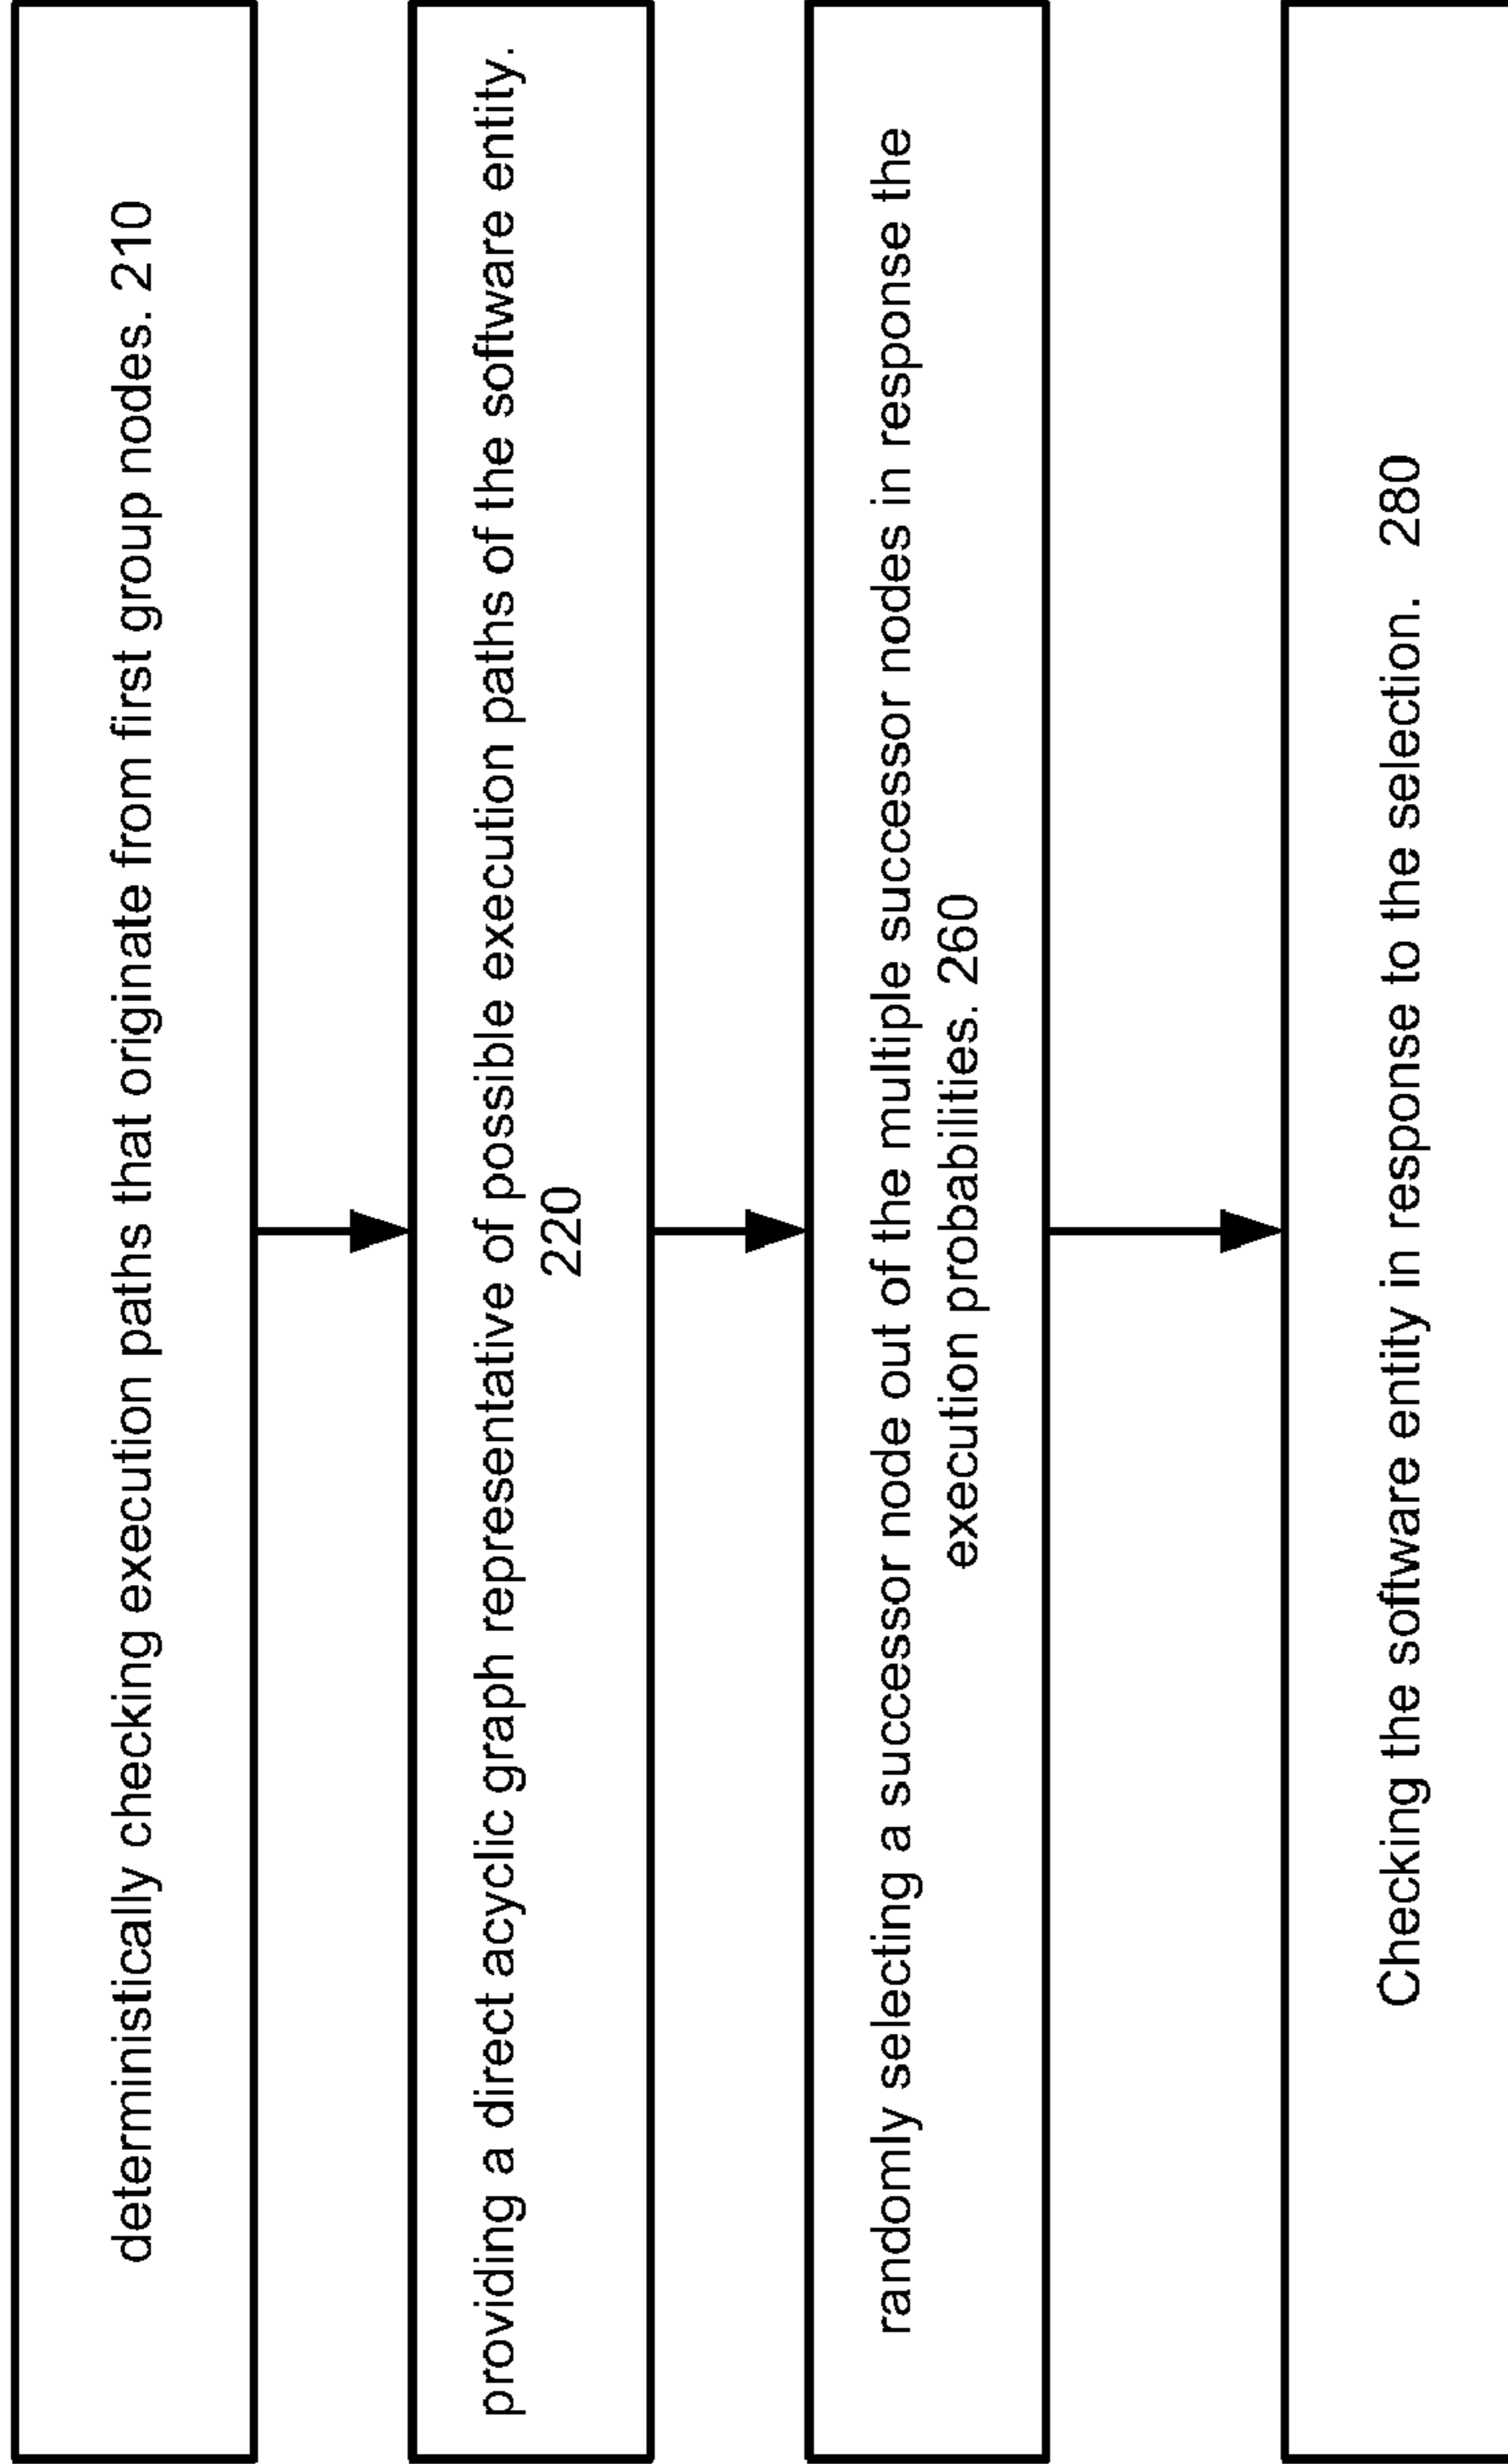 deterministically checking execution paths that originate from first group nodes. 210
providing a direct acyclic graph representative of possible execution paths of the software entity.
220
randomly selecting a successor node out of the multiple successor nodes in response the
execution probabilities. 260
Checking the software entity in response to the selection. 280